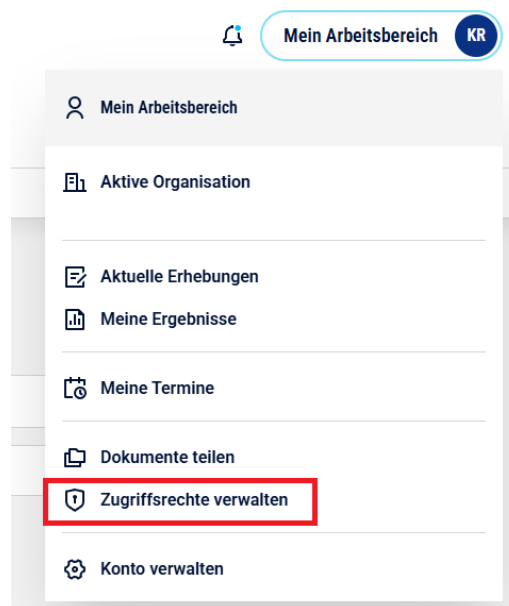 Mein Arbeitsbereich KR
Mein Arbeitsbereich
Aktive Organisation
Aktuelle Erhebungen
Meine Ergebnisse
Meine Termine
Dokumente teilen
Zugriffsrechte verwalten
Konto verwalten